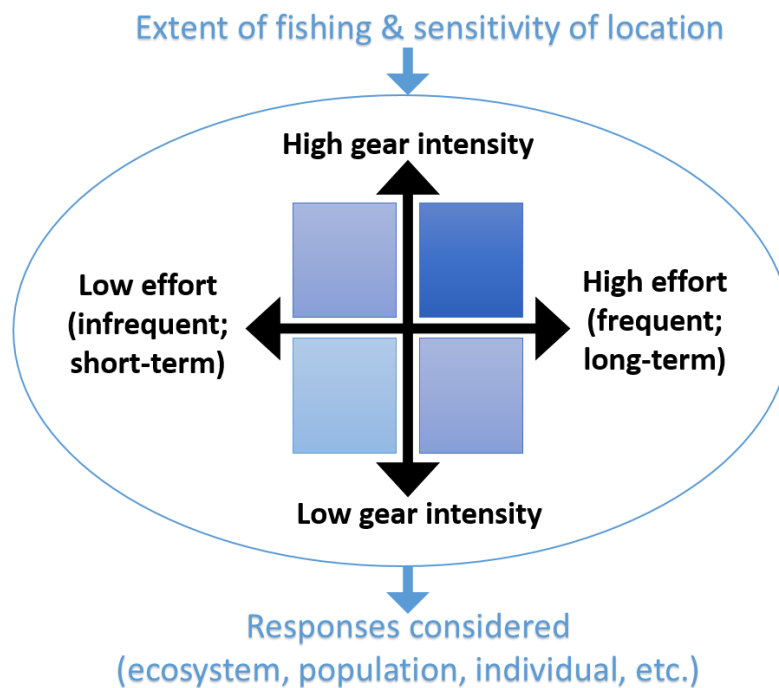 Extent of fishing & sensitivity of location
High gear intensity
Low effort
(infrequent;
short-term)
High effort
(frequent;
long-term)
Low gear intensity
Responses considered
(ecosystem, population, individual, etc.)